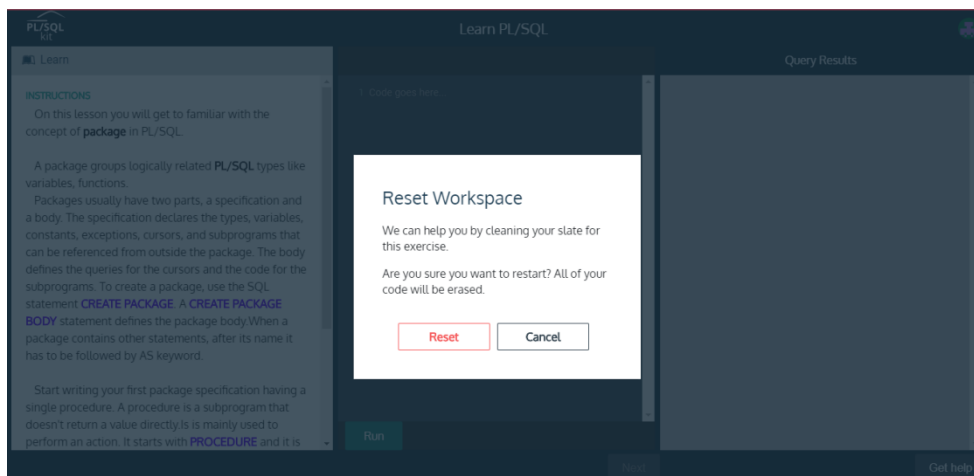 PL/SQL
kit
Learn PL/SQL
Learn
Query Results
INSTRUCTIONS
On this lesson you will get to familiar with the
concept of package in PL/SQL.
A package groups logically related PL/SQL types like
variables, functions.
Packages usually have two parts, a specification and
a body. The specification declares the types, variables,
constants, exceptions, cursors, and subprograms that
can be referenced from outside the package. The body
defines the queries for the cursors and the code for the
subprograms. To create a package, use the SQL
statement CREATE PACKAGE. A CREATE PACKAGE
BODY statement defines the package body.When a
package contains other statements, after its name it
has to be followed by AS keyword.
Start writing your first package specification having a
single procedure. A procedure is a subprogram that
doesn't return a value directly.Is is mainly used to
perform an action. It starts with PROCEDURE and it is
1 Code goes here...
Reset Workspace
We can help you by cleaning your slate for
this exercise.
Are you sure you want to restart? All of your
code will be erased.
Reset
Cancel
Run
Next
Get help